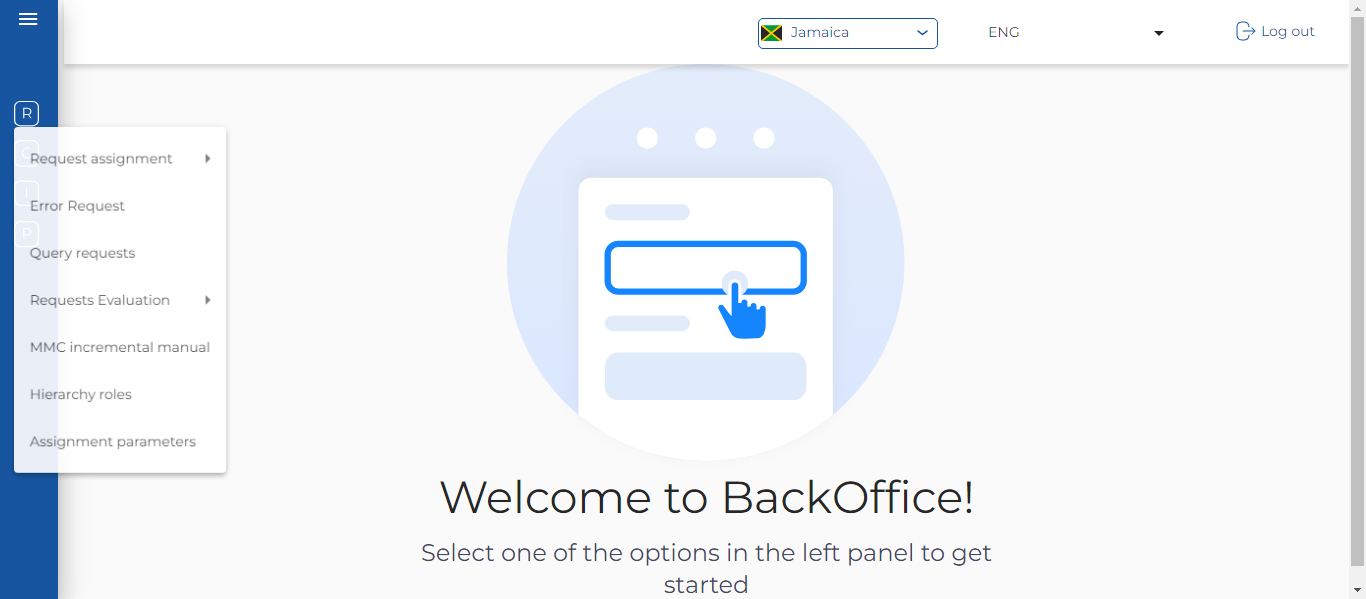 Jamaica
ENG
Log out
R
Request assignment
I
Error Request
P
Query requests
Requests Evaluation
MMC incremental manual
Hierarchy roles
Assignment parameters
Welcome to BackOffice!
Select one of the options in the left panel to get
started